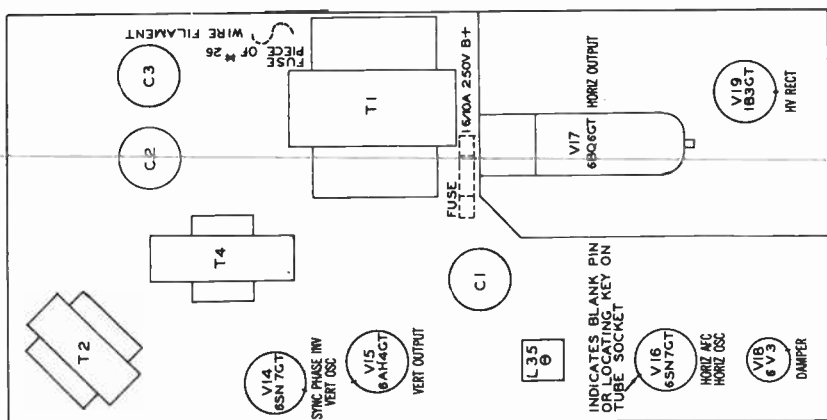 FUSE
PIECE
OF # 26
WIRE FILAMENT
C3
C2
T1
16/10A 250V B+
FUSE
HORIZ OUTPUT
V17
6BQ6GT
V19
1B3GT
HV RECT
T4
T2
C1
V14
6SN7GT
SYNC PHASE INV
VERT OSC
V15
6AH4GT
VERT OUTPUT
L35
INDICATES BLANK PIN
OR LOCATING KEY ON
TUBE SOCKET
V16
6SN7GT
HORIZ AFC
HORIZ OSC
V18
6V3
DAMPER